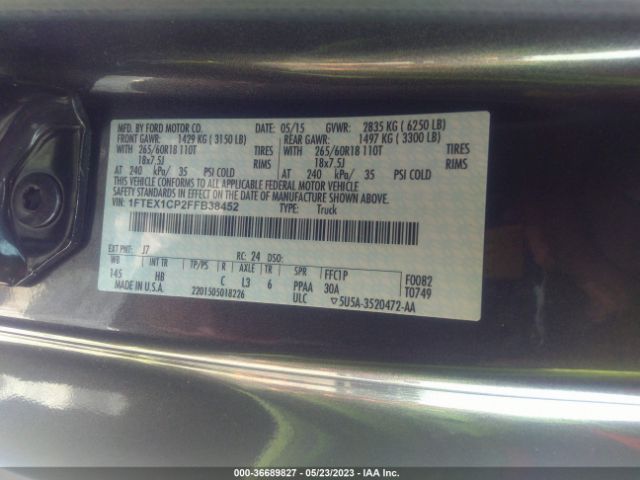 MFD. BY FORD MOTOR CO. DATE: 05/15 GVWR: 2835 KG ( 6250 LB)
FRONT GAWR: 1429 KG ( 3150 LB) REAR GAWR: 1497 KG ( 3300 LB)
WITH 265/60R18 110T TIRES WITH 265/60R18 110T TIRES
18x7.5J RIMS 18x7.5J RIMS
AT 240 kPa/ 35 PSI COLD AT 240 kPa/ 35 PSI COLD
THIS VEHICLE CONFORMS TO ALL APPLICABLE FEDERAL MOTOR VEHICLE
SAFETY STANDARDS IN EFFECT ON THE DATE OF MANUFACTURE SHOWN ABOVE.
VIN: 1FTEX1CP2FFB38452 TYPE: Truck
EXT PNT: J7 RC: 24 DSO:
WB INT TR TP/PS R AXLE TR SPR FFC1P F0082
145 HB C L3 6 PPAA 30A T0749
MADE IN U.S.A. 2201505018226 ULC ▽5U5A-3520472-AA
000-36689827 - 05/23/2023 - IAA Inc.